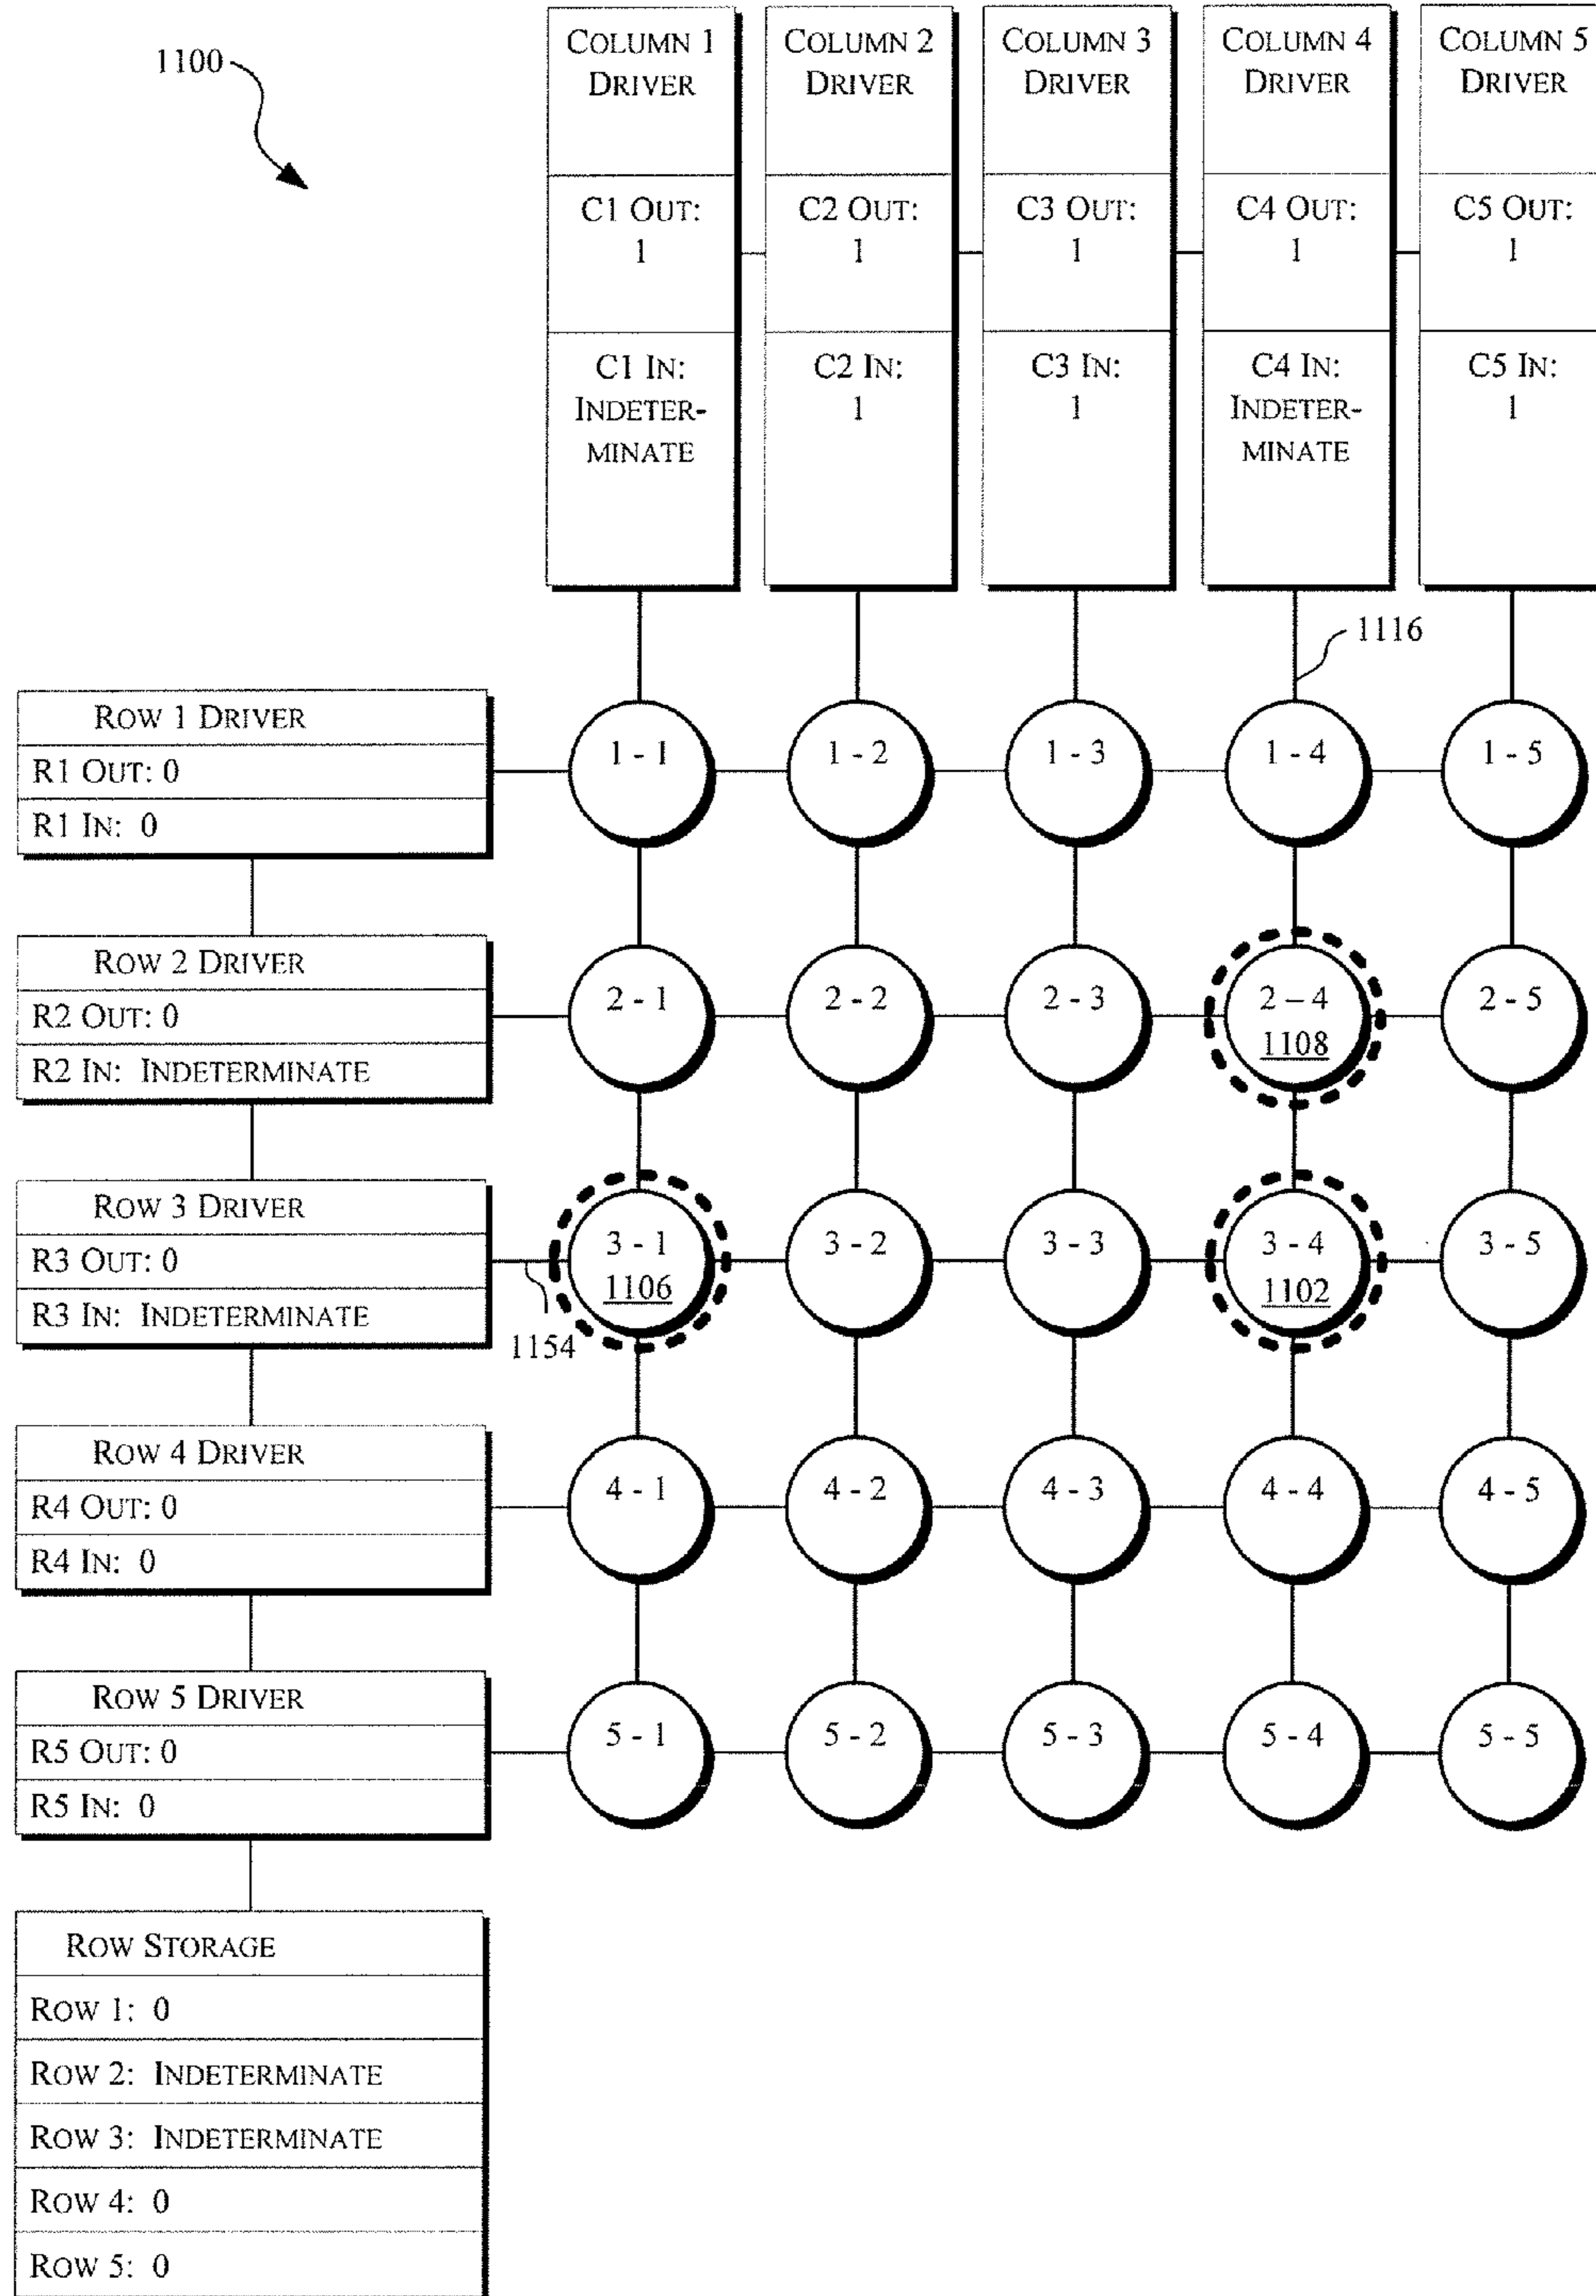 1100
COLUMN 1
DRIVER
C1 OUT:
1
C1 IN:
INDETER-
MINATE
COLUMN 2
DRIVER
C2 OUT:
1
C2 IN:
1
COLUMN 3
DRIVER
C3 OUT:
1
C3 IN:
1
COLUMN 4
DRIVER
C4 OUT:
1
C4 IN:
INDETER-
MINATE
COLUMN 5
DRIVER
C5 OUT:
1
C5 IN:
1
1116
ROW 1 DRIVER
R1 OUT: 0
R1 IN: 0
1 - 1
1 - 2
1 - 3
1 - 4
1 - 5
ROW 2 DRIVER
R2 OUT: 0
R2 IN: INDETERMINATE
2 - 1
2 - 2
2 - 3
2 – 4
1108
2 - 5
ROW 3 DRIVER
R3 OUT: 0
R3 IN: INDETERMINATE
1154
3 - 1
1106
3 - 2
3 - 3
3 - 4
1102
3 - 5
ROW 4 DRIVER
R4 OUT: 0
R4 IN: 0
4 - 1
4 - 2
4 - 3
4 - 4
4 - 5
ROW 5 DRIVER
R5 OUT: 0
R5 IN: 0
5 - 1
5 - 2
5 - 3
5 - 4
5 - 5
ROW STORAGE
ROW 1: 0
ROW 2: INDETERMINATE
ROW 3: INDETERMINATE
ROW 4: 0
ROW 5: 0